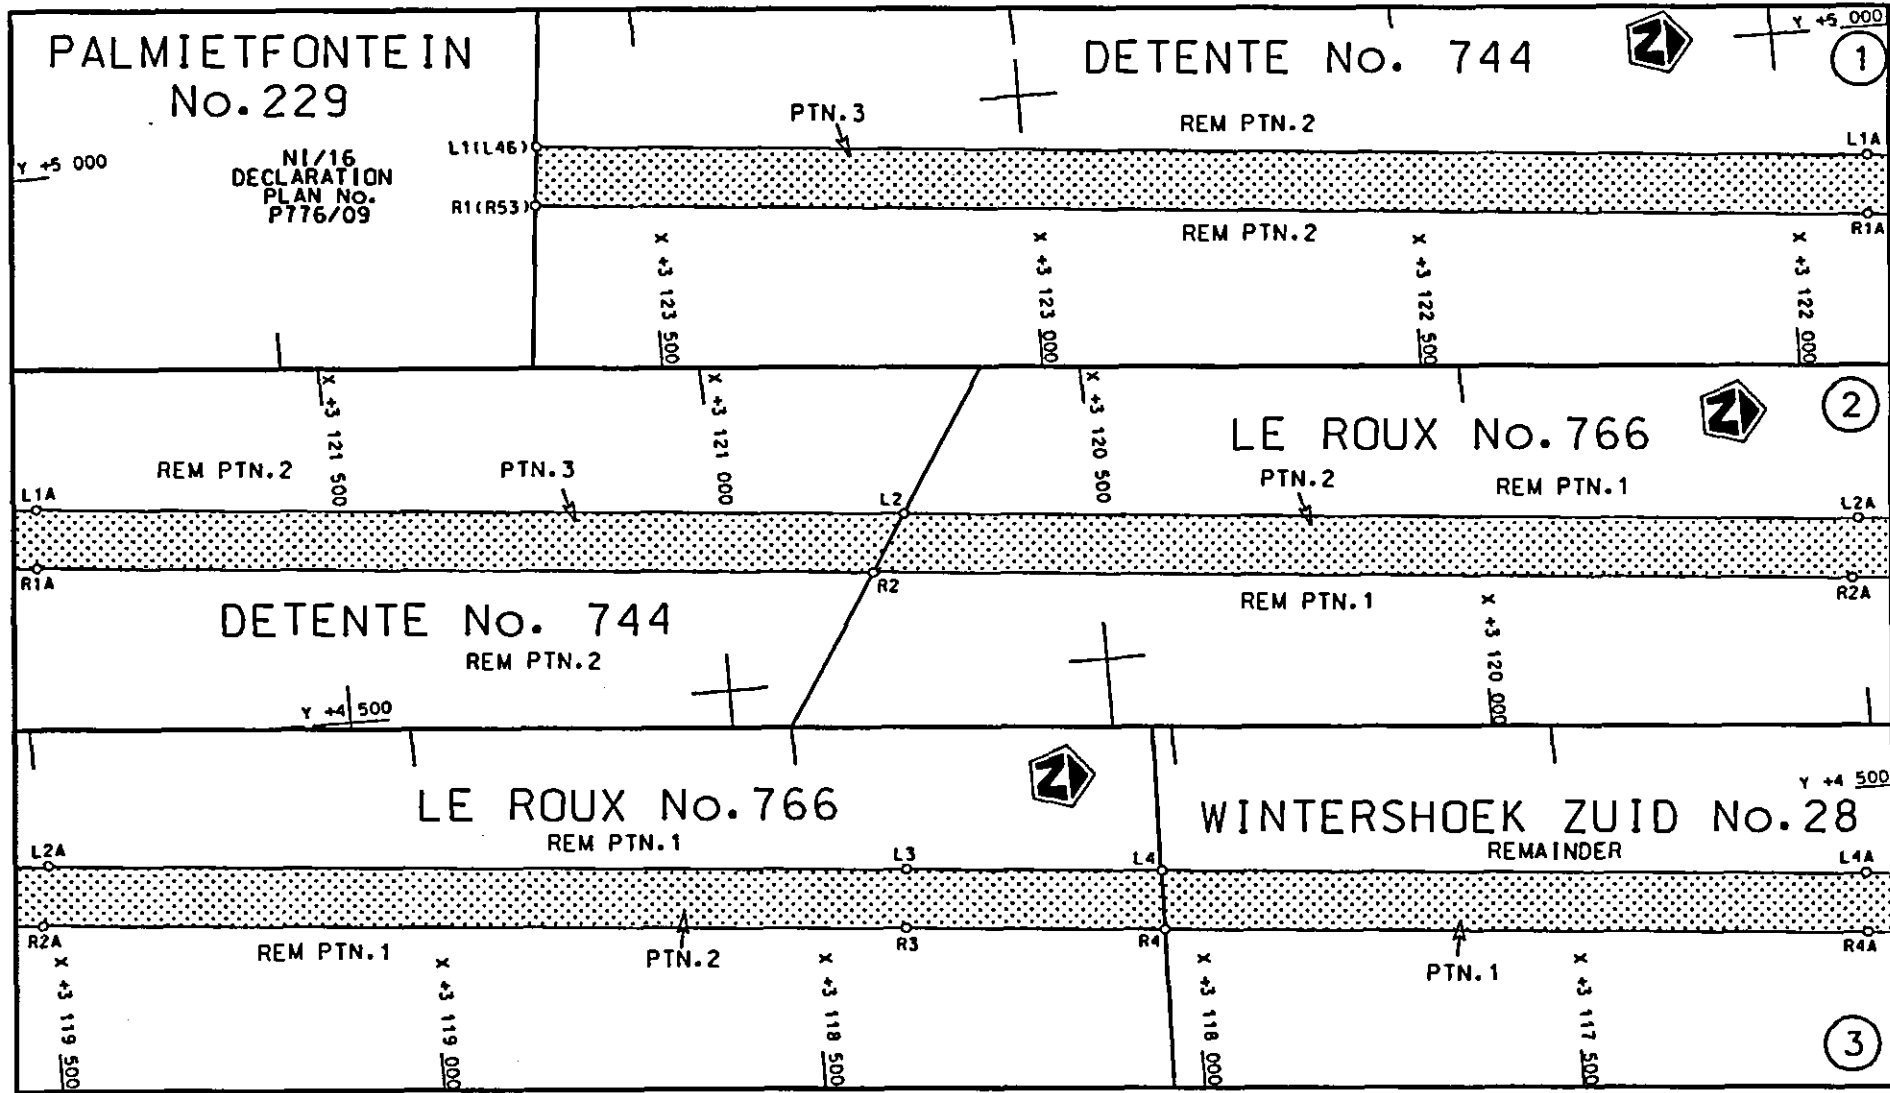 PALMIETFONTEIN
No.229
NI/16
DECLARATION
PLAN No.
P776/09
Y +5 000
L1(L46)
R1(R53)
PTN.3
DETENTE No. 744
REM PTN.2
REM PTN.2
Z
Y +5 000
1
L1A
R1A
X +3 123 500
X +3 123 000
X +3 122 500
X +3 122 000
X +3 121 500
X +3 121 000
X +3 120 500
REM PTN.2
PTN.3
L1A
R1A
L2
R2
DETENTE No. 744
REM PTN.2
Y +4 500
LE ROUX No.766
Z
2
PTN.2
REM PTN.1
L2A
R2A
REM PTN.1
X +3 120 000
LE ROUX No.766
REM PTN.1
Z
L2A
R2A
L3
R3
L4
R4
REM PTN.1
PTN.2
Y +4 500
WINTERSHOEK ZUID No.28
REMAINDER
L4A
R4A
PTN.1
X +3 119 500
X +3 119 000
X +3 118 500
X +3 118 000
X +3 117 500
3